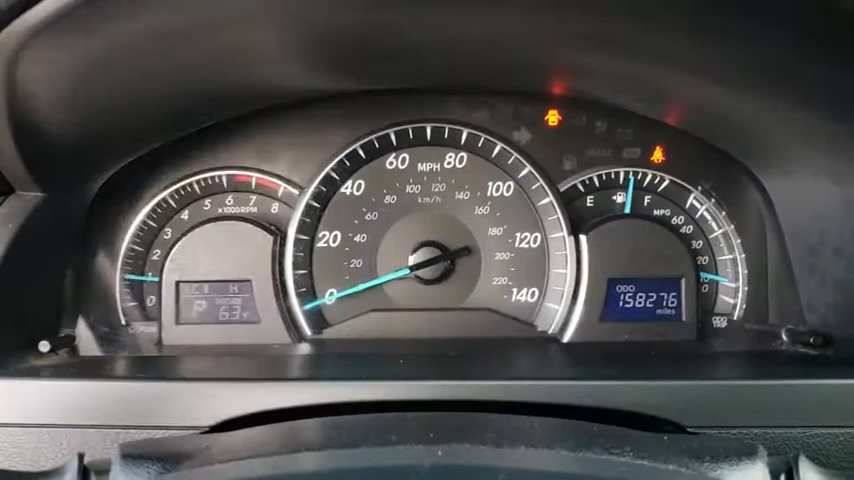 0 1 2 3 4 5 6 7 8
x1000r/min
P 63°F
0 20 40 60 80 100 120 140
MPH
20 40 60 80 100 120 140 160 180 200 220
km/h
E F
MPG
60 40 30 20 10 0
ODO
158276
miles
ODO
TRIP